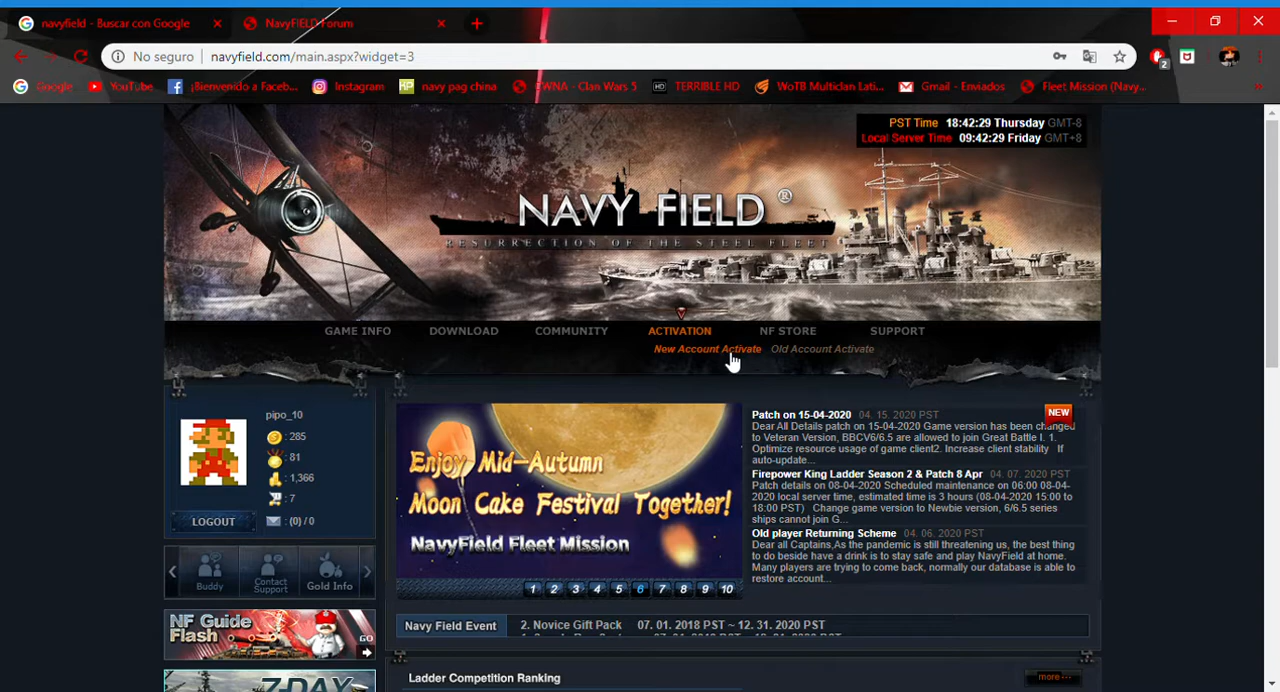 navyfield - Buscar con Google
NavyFIELD Forum
No seguro navyfield.com/main.aspx?widget=3
2
Google YouTube ¡Bienvenido a Faceb... Instagram navy pag china CWNA - Clan Wars 5 TERRIBLE HD WoTB Multiclan Lati... Gmail - Enviados Fleet Mission (Navy...
PST Time 18:42:29 Thursday GMT-8
Local Server Time 09:42:29 Friday GMT+8
NAVY FIELD ®
RESURRECTION OF THE STEEL FLEET
GAME INFO DOWNLOAD COMMUNITY ACTIVATION NF STORE SUPPORT
New Account Activate Old Account Activate
pipo_10
285
81
1,366
: 7
LOGOUT
: (0) / 0
Buddy
Contact Support
Gold Info
NF Guide
Flash
GO
7-DAY
Enjoy Mid-Autumn
Moon Cake Festival Together!
NavyField Fleet Mission
1 2 3 4 5 6 7 8 9 10
NEW
Patch on 15-04-2020 04. 15. 2020 PST
Dear All Details patch on 15-04-2020 Game version has been changed
to Veteran Version, BBCV6/6.5 are allowed to join Great Battle I. 1.
Optimize resource usage of game client2. Increase client stability If
auto-update...
Firepower King Ladder Season 2 & Patch 8 Apr 04. 07. 2020 PST
Patch details on 08-04-2020 Scheduled maintenance on 06:00 08-04-
2020 local server time, estimated time is 3 hours (08-04-2020 15:00 to
18:00 PST) Change game version to Newbie version, 6/6.5 series
ships cannot join G...
Old player Returning Scheme 04. 06. 2020 PST
Dear all Captains,As the pandemic is still threatening us, the best thing
to do beside have a drink is to stay safe and play NavyField at home.
Many players are trying to come back, normally our database is able to
restore account...
Navy Field Event
2. Novice Gift Pack 07. 01. 2018 PST ~ 12. 31. 2020 PST
Ladder Competition Ranking
more